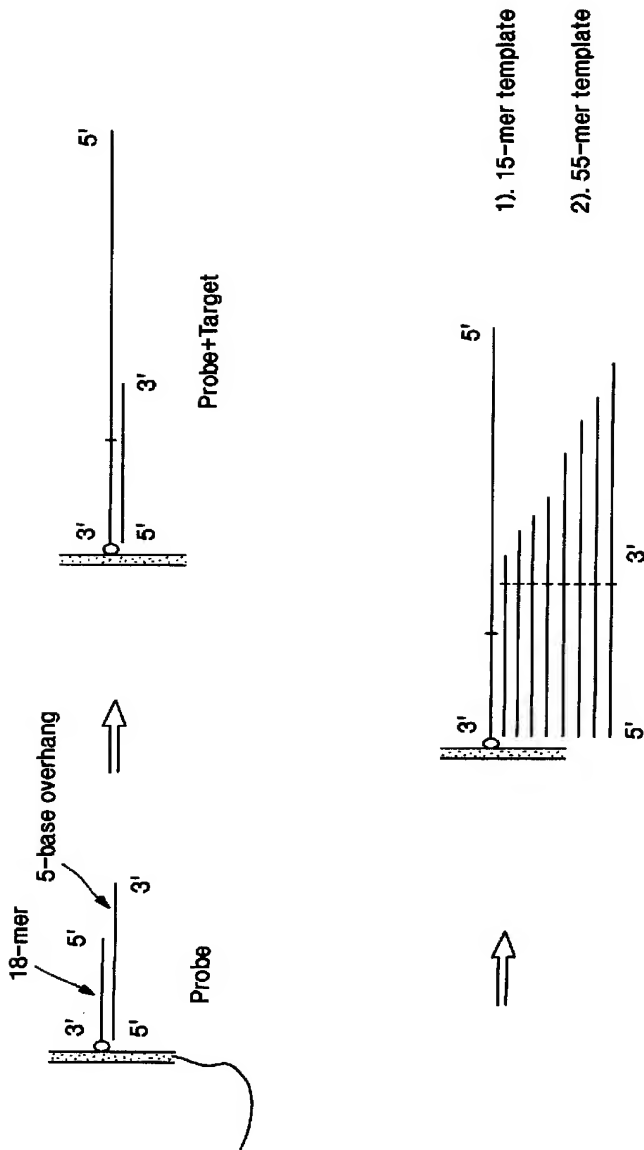 18-mer
5-base overhang
3'
5'
5'
3'
Probe
3'
5'
5'
3'
Probe+Target
3'
5'
5'
3'
1). 15-mer template
2). 55-mer template